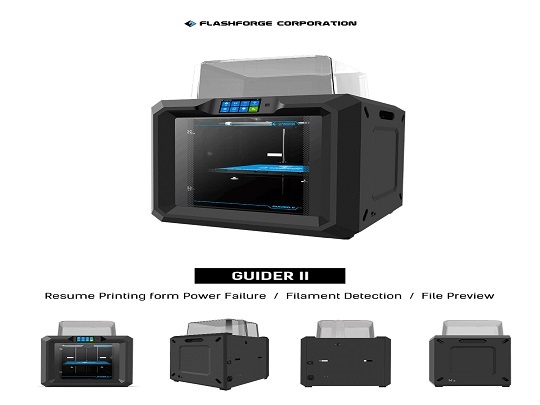 FLASHFORGE CORPORATION
GUIDER II
Resume Printing form Power Failure / Filament Detection / File Preview